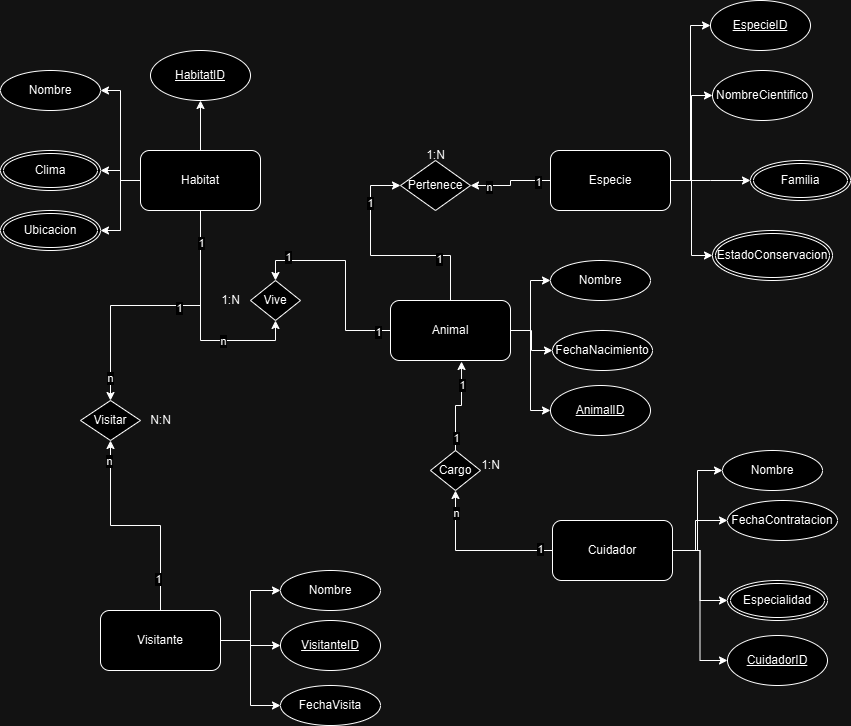 EspecieID
HabitatID
Nombre
NombreCientifico
1:N
Clima
Habitat
Pertenece
n
1
Especie
Familia
1
Ubicacion
1
1
EstadoConservacion
1
Nombre
1:N
Vive
1
n
Animal
1
FechaNacimiento
n
1
AnimalID
Visitar
N:N
1
n
Cargo
1:N
Nombre
n
FechaContratacion
1
Cuidador
1
Nombre
Especialidad
Visitante
VisitanteID
CuidadorID
FechaVisita